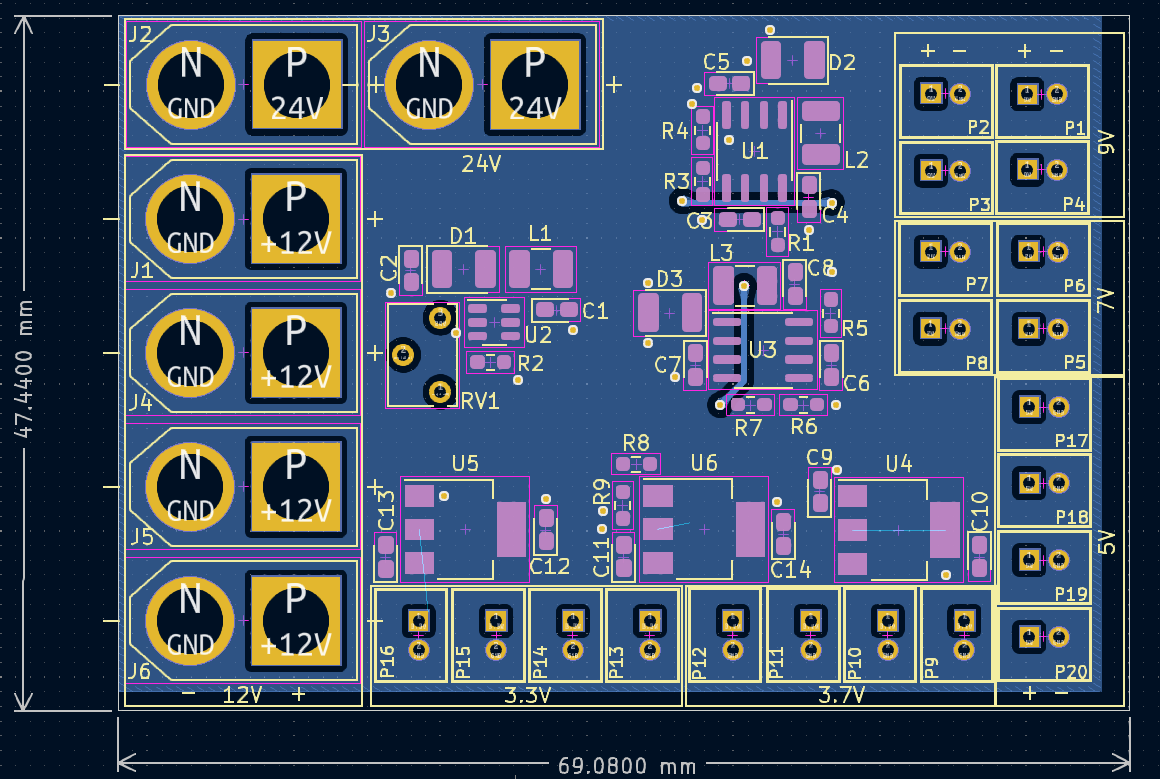 J2
N
GND
P
24V
J3
N
GND
P
24V
24V
N
GND
P
+12V
J1
N
GND
P
+12V
J4
N
GND
P
+12V
J5
N
GND
P
+12V
J6
12V
C2
D1
L1
C1
U2
R2
RV1
C5
D2
R4
U1
L2
R3
C3
C4
R1
L3
C8
D3
U3
R5
C7
C6
R7
R6
P2
P1
P3
P4
9V
P7
P6
P8
P5
7V
P17
P18
P19
P20
5V
U5
C13
C12
R8
R9
C11
U6
C14
C9
U4
C10
P16
P15
P14
P13
3.3V
P12
P11
P10
P9
3.7V
47.4400 mm
69.0800 mm